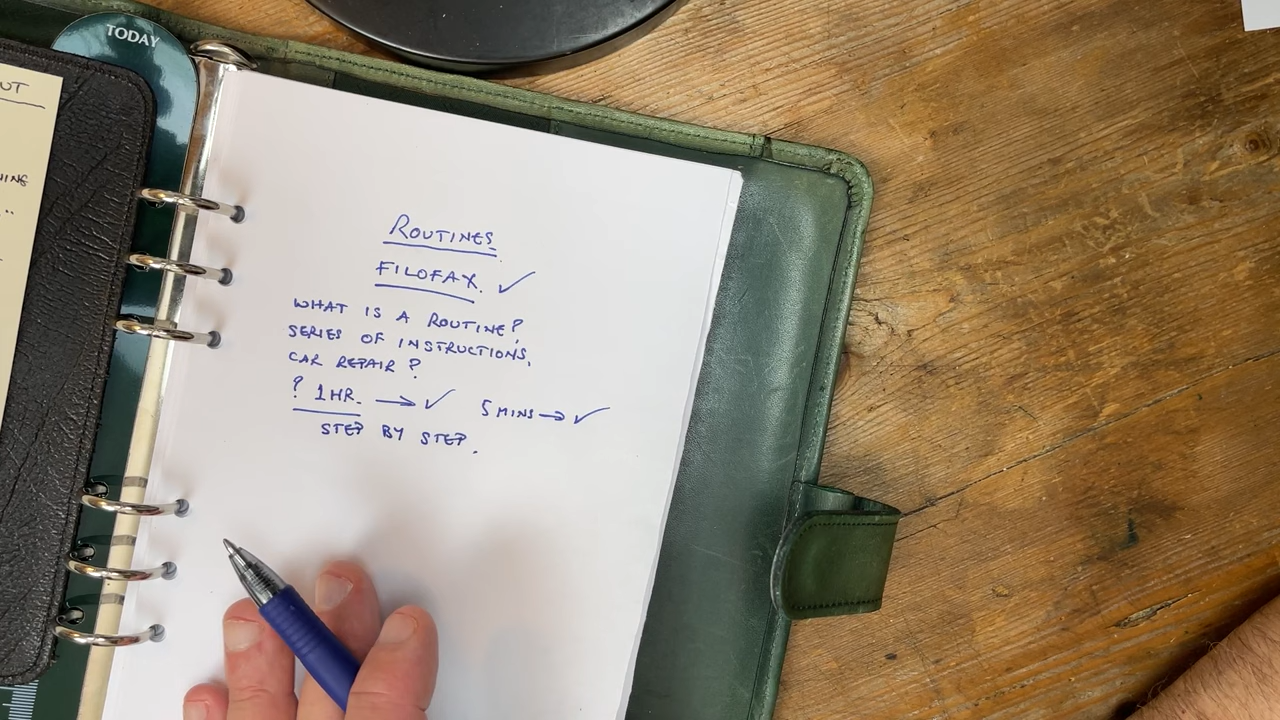 TODAY
ROUTINES
FILOFAX. ✓
WHAT IS A ROUTINE?
SERIES OF INSTRUCTIONS,
CAR REPAIR?
? 1HR. → ✓ 5 MINS → ✓
STEP BY STEP.